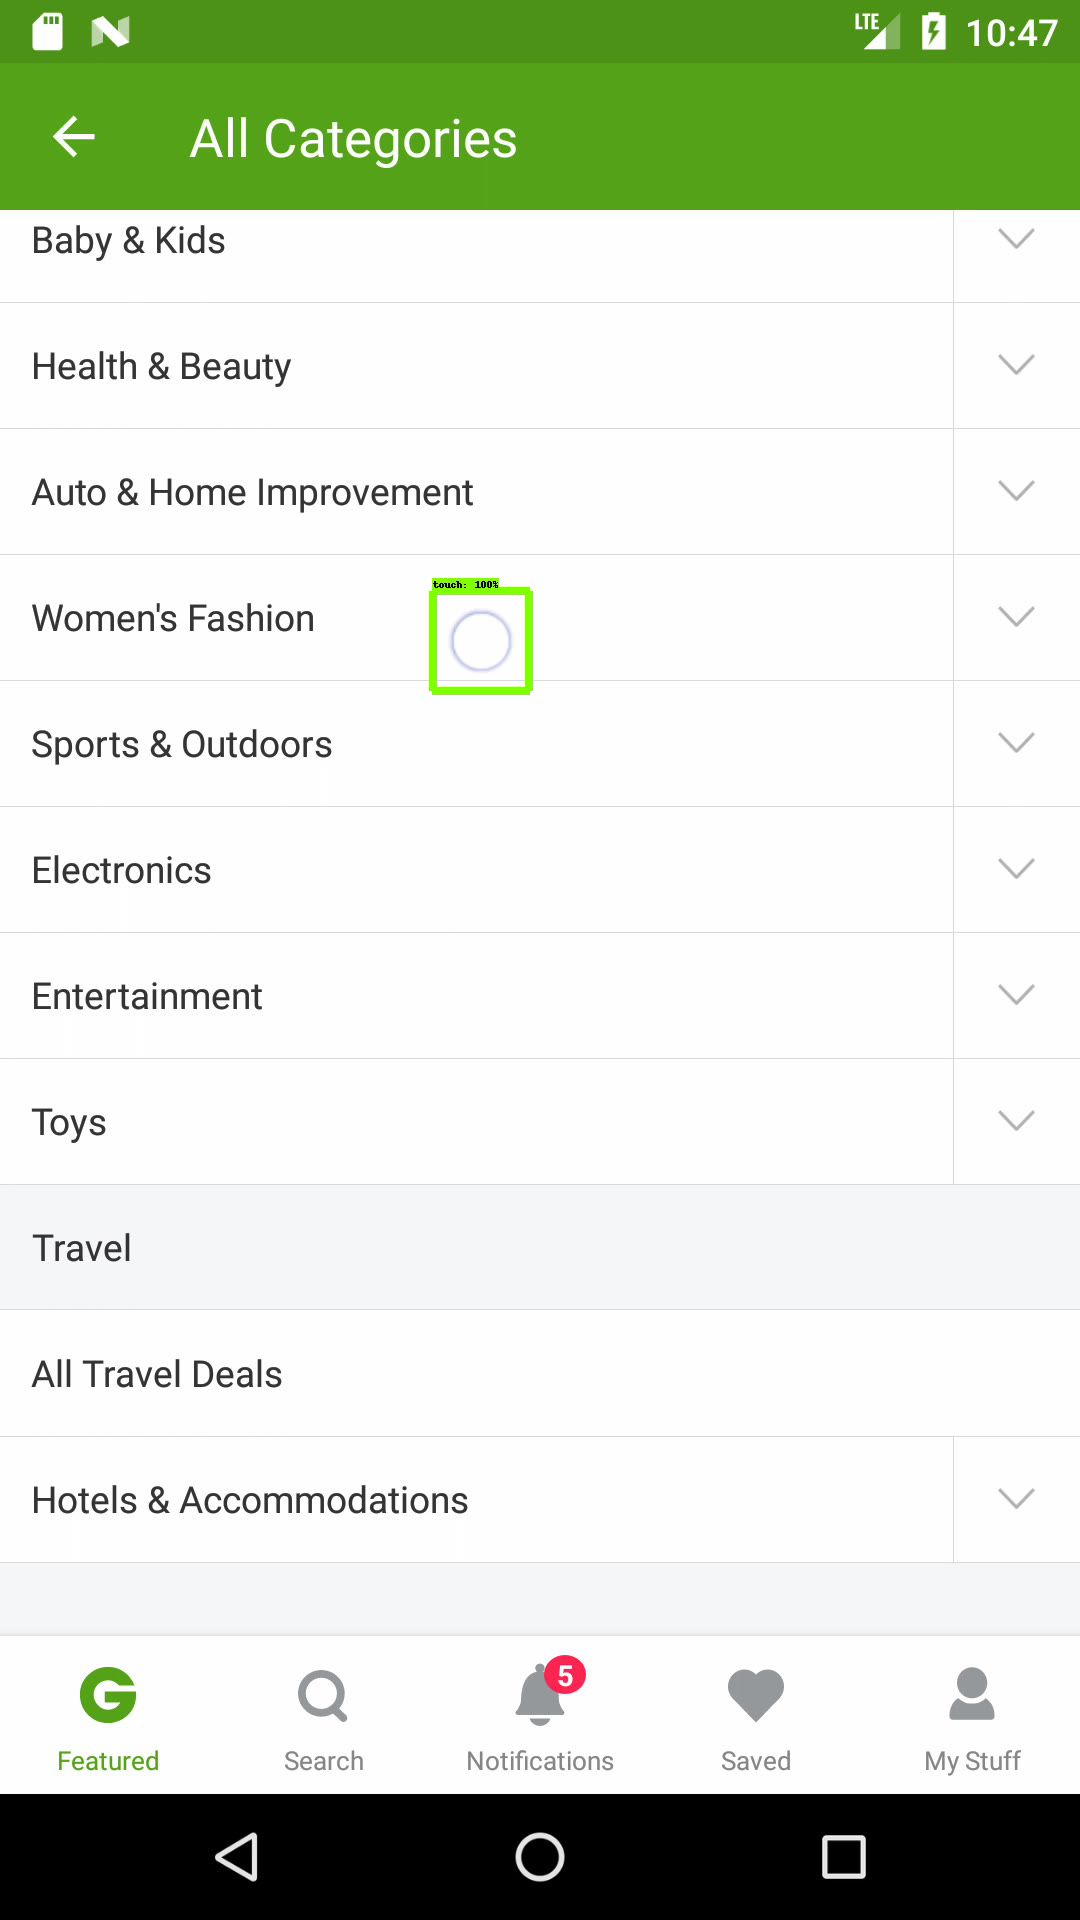 LTE 10:47
All Categories
Baby & Kids
Health & Beauty
Auto & Home Improvement
touch: 100%
Women's Fashion
Sports & Outdoors
Electronics
Entertainment
Toys
Travel
All Travel Deals
Hotels & Accommodations
5
Featured Search Notifications Saved My Stuff